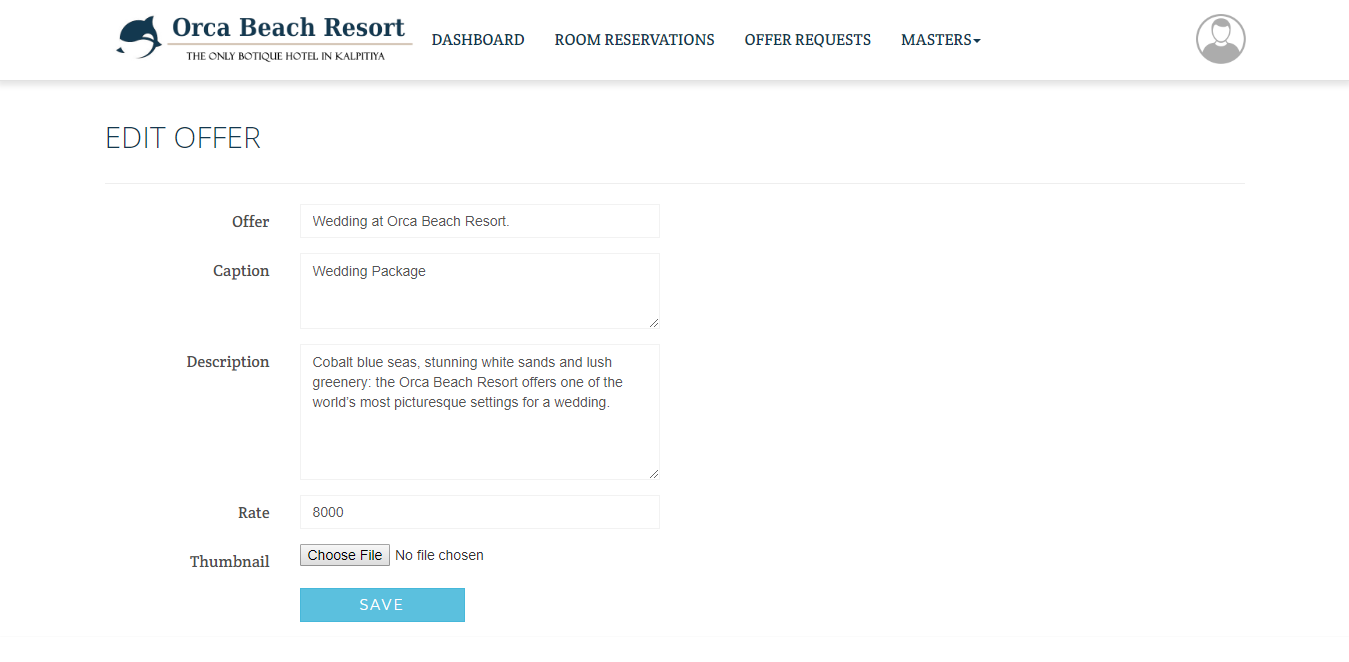 Orca Beach Resort
THE ONLY BOTIQUE HOTEL IN KALPITIYA
DASHBOARD
ROOM RESERVATIONS
OFFER REQUESTS
MASTERS
EDIT OFFER
Offer
Wedding at Orca Beach Resort.
Caption
Wedding Package
Description
Cobalt blue seas, stunning white sands and lush
greenery: the Orca Beach Resort offers one of the
world’s most picturesque settings for a wedding.
Rate
8000
Thumbnail
Choose File No file chosen
SAVE